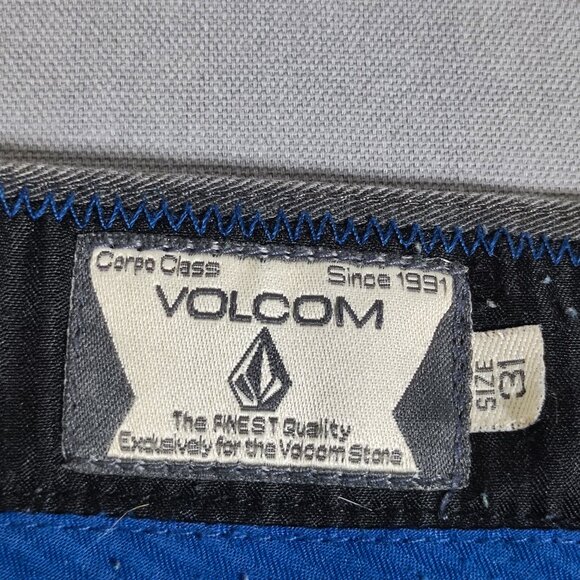 Corpo Class Since 1991
VOLCOM
The FINEST Quality
Exclusively for the Volcom Stone
SIZE
31